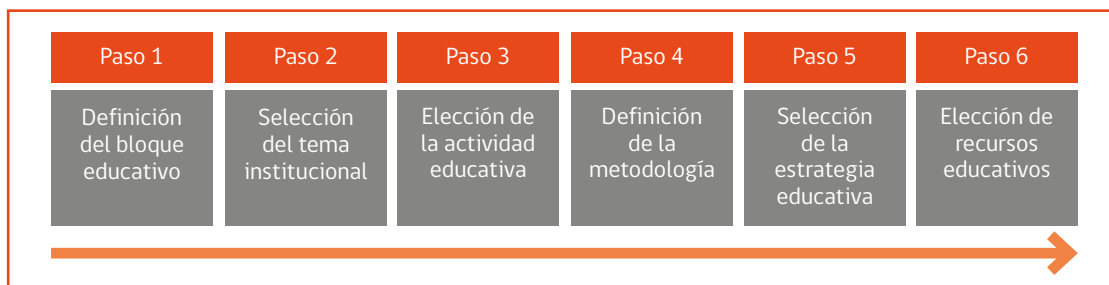 Paso 1
Definición
del bloque
educativo
Paso 2
Selección
del tema
institucional
Paso 3
Elección de
la actividad
educativa
Paso 4
Definición
de la
metodología
Paso 5
Selección
de la
estrategia
educativa
Paso 6
Elección de
recursos
educativos